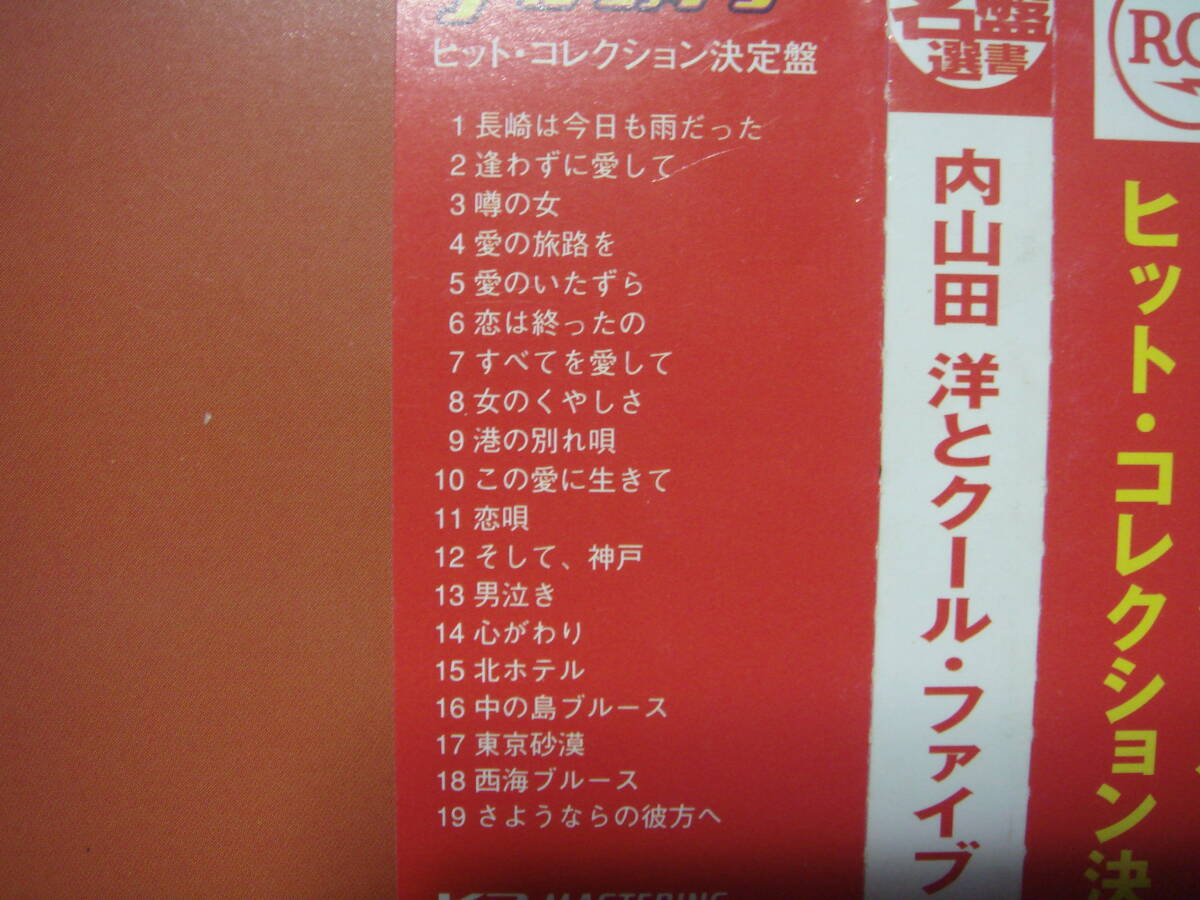 ヒット・コレクション決定盤
1 長崎は今日も雨だった
2 逢わずに愛して
3 噂の女
4 愛の旅路を
5 愛のいたずら
6 恋は終ったの
7 すべてを愛して
8 女のくやしさ
9 港の別れ唄
10 この愛に生きて
11 恋唄
12 そして、神戸
13 男泣き
14 心がわり
15 北ホテル
16 中の島ブルース
17 東京砂漠
18 西海ブルース
19 さようならの彼方へ
MASTERING
名盤
選書
内山田 洋とクール・ファイブ
ヒット・コレクション決